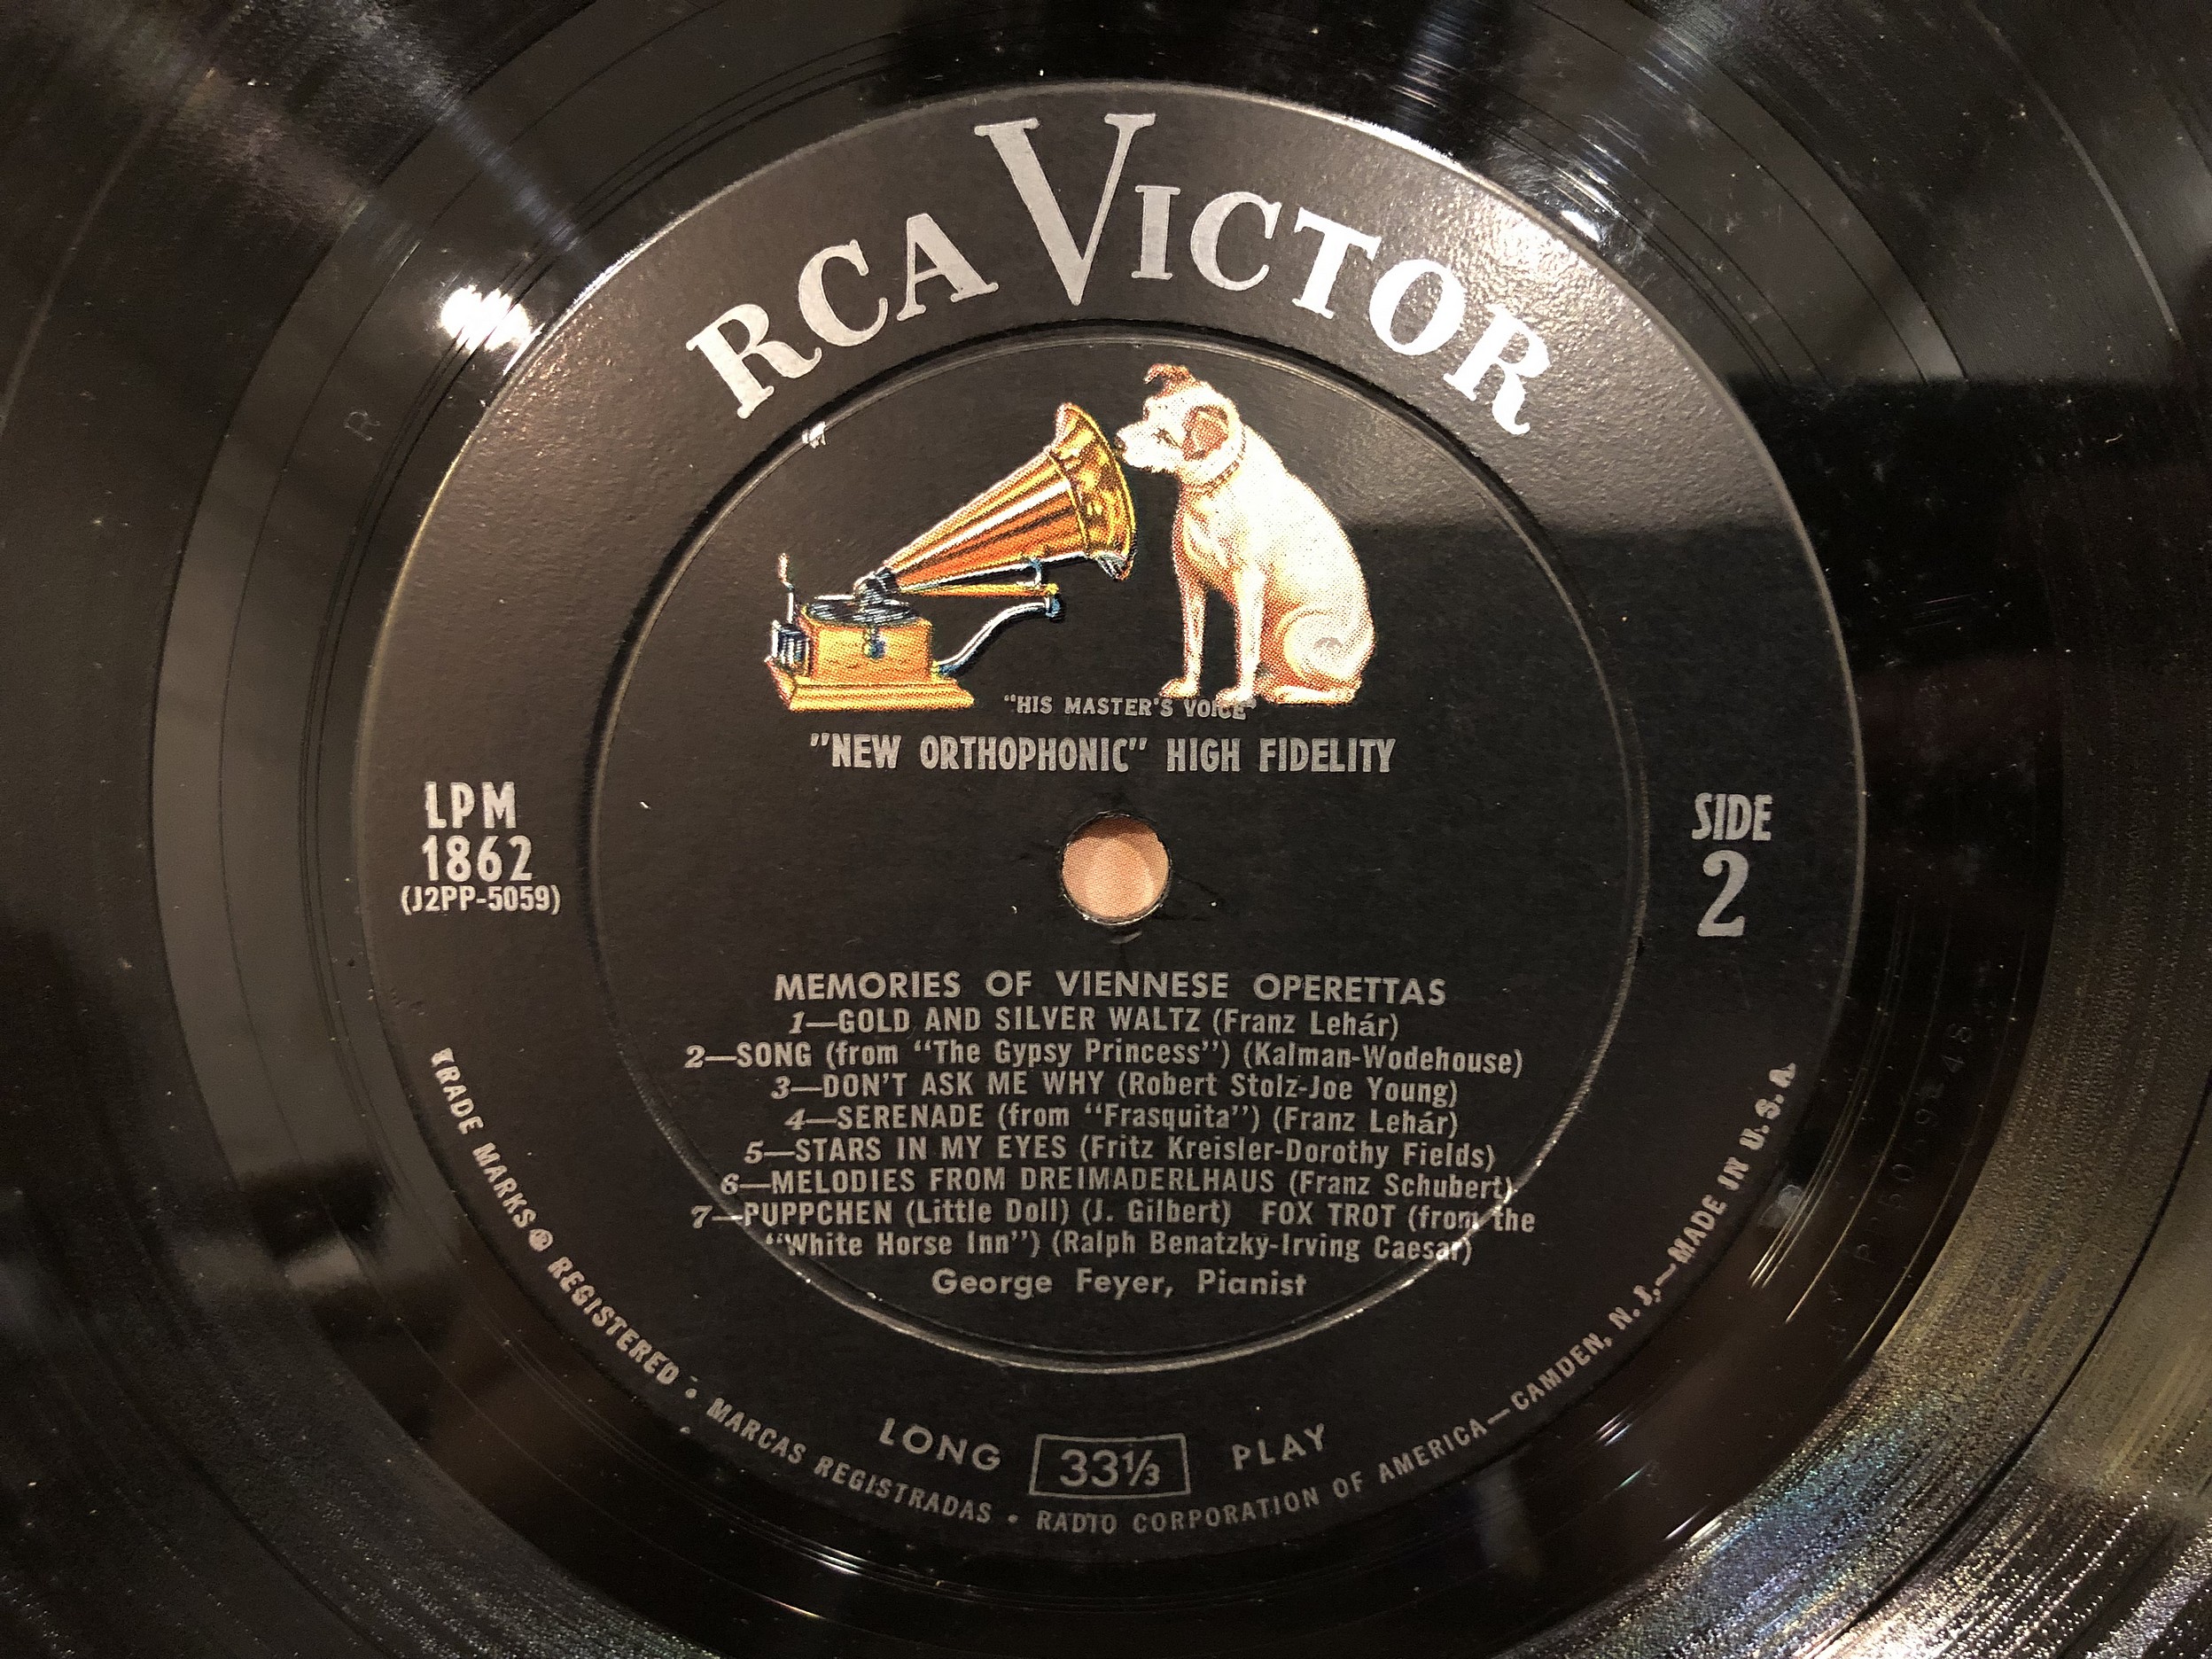 RCA VICTOR
"HIS MASTER'S VOICE"
"NEW ORTHOPHONIC" HIGH FIDELITY
LPM
1862
(J2PP-5059)
SIDE
2
MEMORIES OF VIENNESE OPERETTAS
1—GOLD AND SILVER WALTZ (Franz Lehár)
2—SONG (from "The Gypsy Princess") (Kalman-Wodehouse)
3—DON'T ASK ME WHY (Robert Stolz-Joe Young)
4—SERENADE (from "Frasquita") (Franz Lehár)
5—STARS IN MY EYES (Fritz Kreisler-Dorothy Fields)
6—MELODIES FROM DREIMADERLHAUS (Franz Schubert)
7—PUPPCHEN (Little Doll) (J. Gilbert) FOX TROT (from the
"White Horse Inn") (Ralph Benatzky-Irving Caesar)
George Feyer, Pianist
LONG 33⅓ PLAY
TRADE MARKS ® REGISTERED • MARCAS REGISTRADAS • RADIO CORPORATION OF AMERICA—CAMDEN, N. J.—MADE IN U. S. A.
R